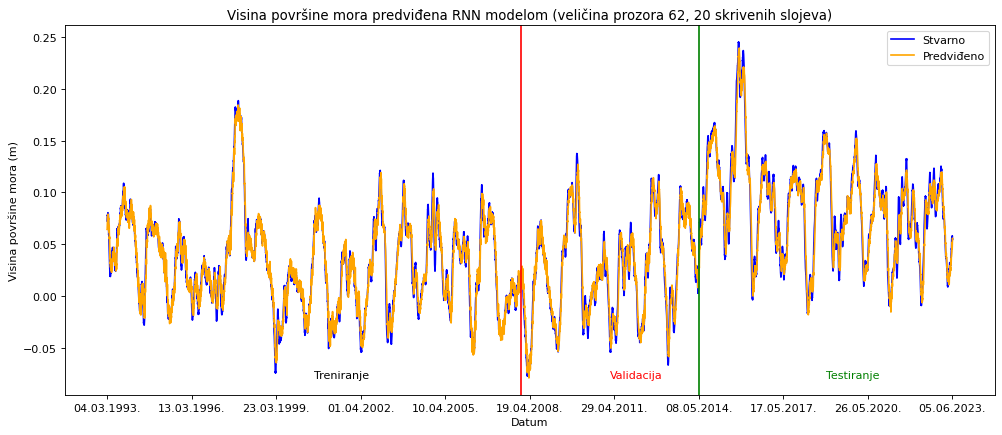 Visina površine mora predviđena RNN modelom (veličina prozora 62, 20 skrivenih slojeva)
Stvarno
Predviđeno
Visina površine mora (m)
0.25
0.20
0.15
0.10
0.05
0.00
−0.05
Treniranje
Validacija
Testiranje
04.03.1993.
13.03.1996.
23.03.1999.
01.04.2002.
10.04.2005.
19.04.2008.
29.04.2011.
08.05.2014.
17.05.2017.
26.05.2020.
05.06.2023.
Datum